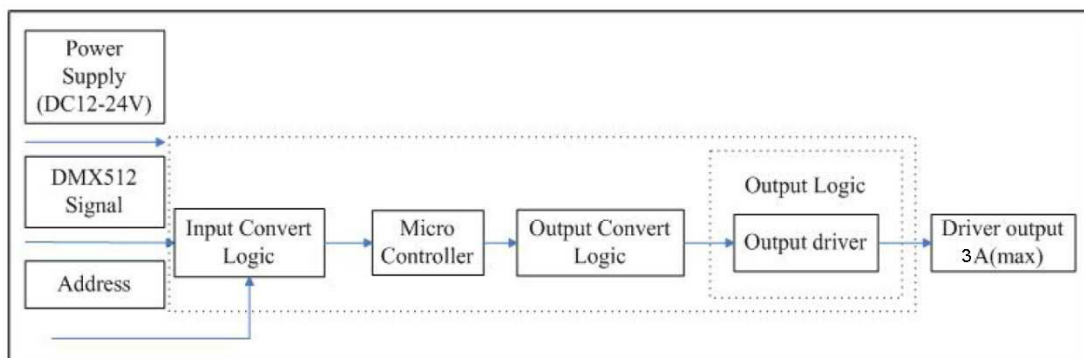 Power
Supply
(DC12-24V)
DMX512
Signal
Address
Input Convert
Logic
Micro
Controller
Output Convert
Logic
Output Logic
Output driver
Driver output
3A(max)